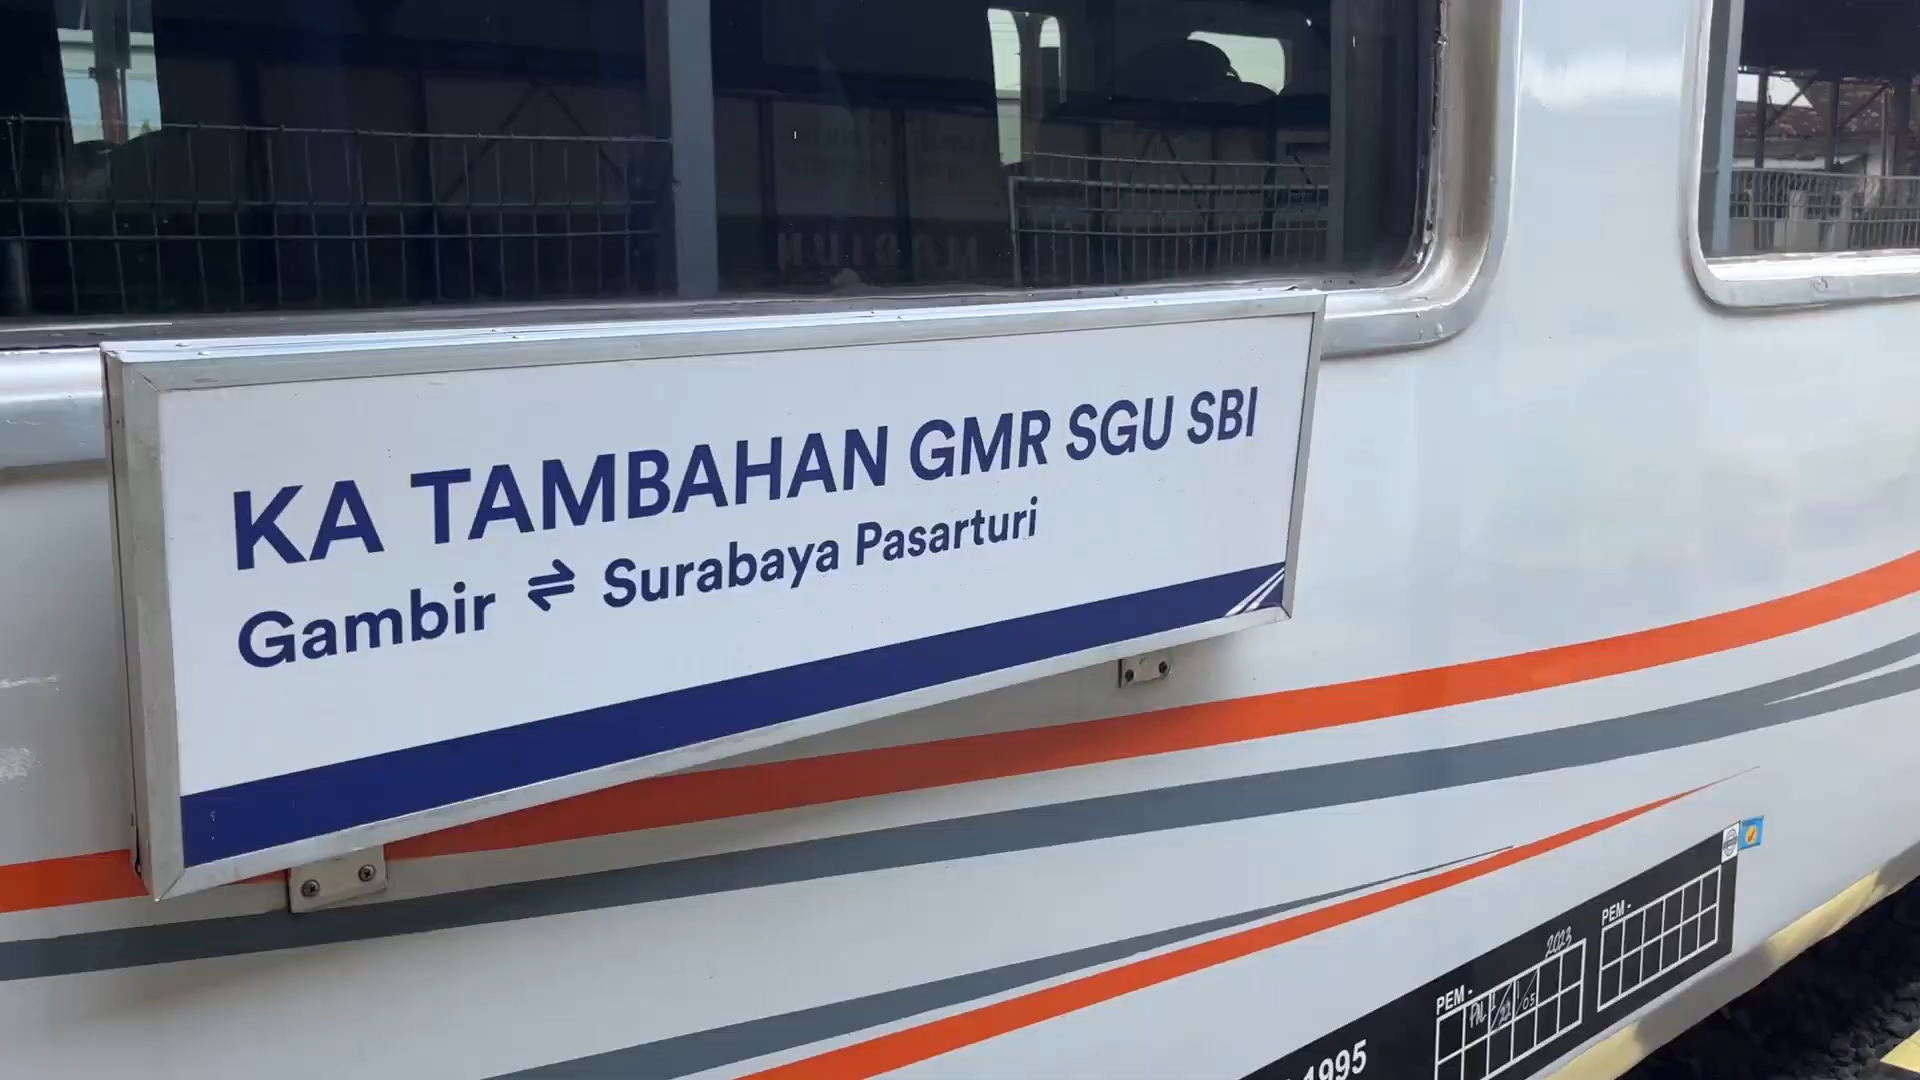 KA TAMBAHAN GMR SGU SBI
Gambir ⇌ Surabaya Pasarturi
2023
PEM -
PEM -
1995